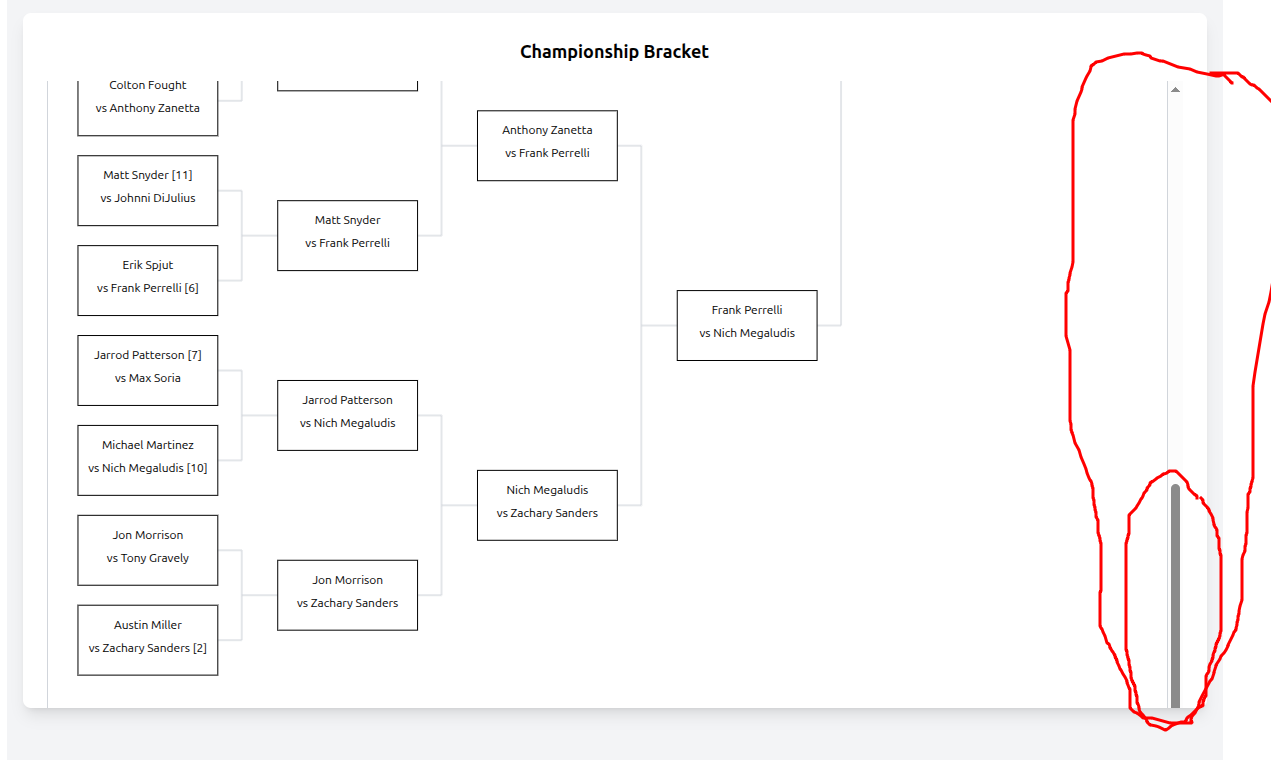 Championship Bracket
Colton Fought
vs Anthony Zanetta
Matt Snyder [11]
vs Johnni DiJulius
Erik Spjut
vs Frank Perrelli [6]
Jarrod Patterson [7]
vs Max Soria
Michael Martinez
vs Nich Megaludis [10]
Jon Morrison
vs Tony Gravely
Austin Miller
vs Zachary Sanders [2]
Matt Snyder
vs Frank Perrelli
Jarrod Patterson
vs Nich Megaludis
Jon Morrison
vs Zachary Sanders
Anthony Zanetta
vs Frank Perrelli
Nich Megaludis
vs Zachary Sanders
Frank Perrelli
vs Nich Megaludis